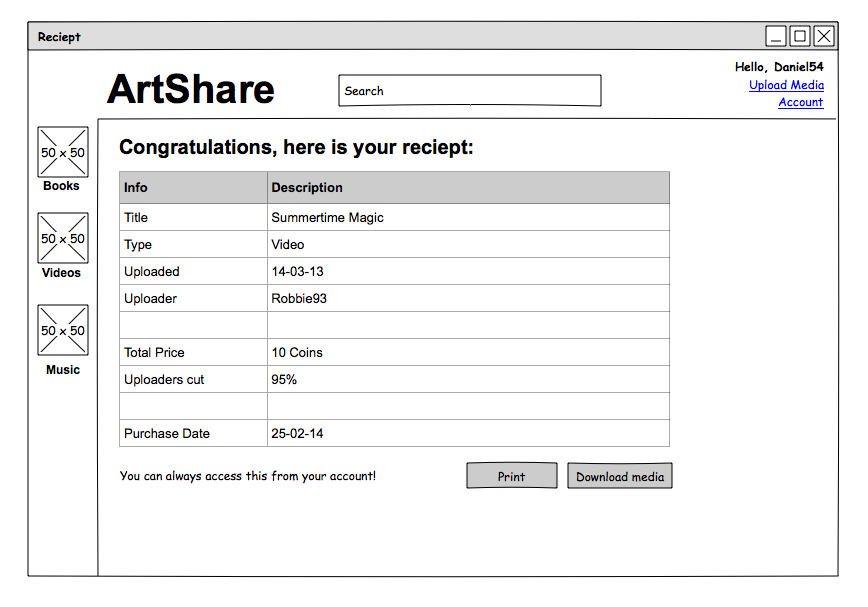 Reciept
Hello, Daniel54
ArtShare
Search
Upload Media
Account
50 x 50
Books
50 x 50
Videos
50 x 50
Music
Congratulations, here is your reciept:
Info Description
Title Summertime Magic
Type Video
Uploaded 14-03-13
Uploader Robbie93
Total Price 10 Coins
Uploaders cut 95%
Purchase Date 25-02-14
You can always access this from your account!
Print
Download media